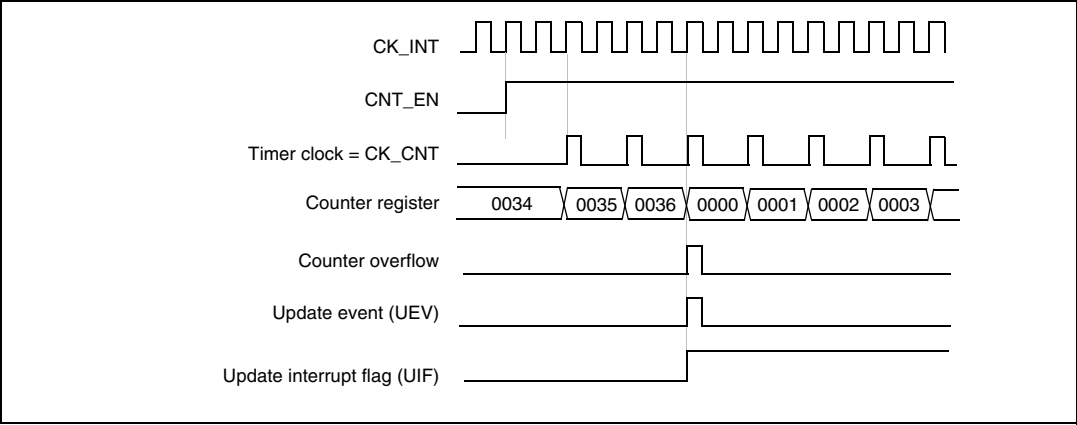 CK_INT
CNT_EN
Timer clock = CK_CNT
Counter register 0034 0035 0036 0000 0001 0002 0003
Counter overflow
Update event (UEV)
Update interrupt flag (UIF)